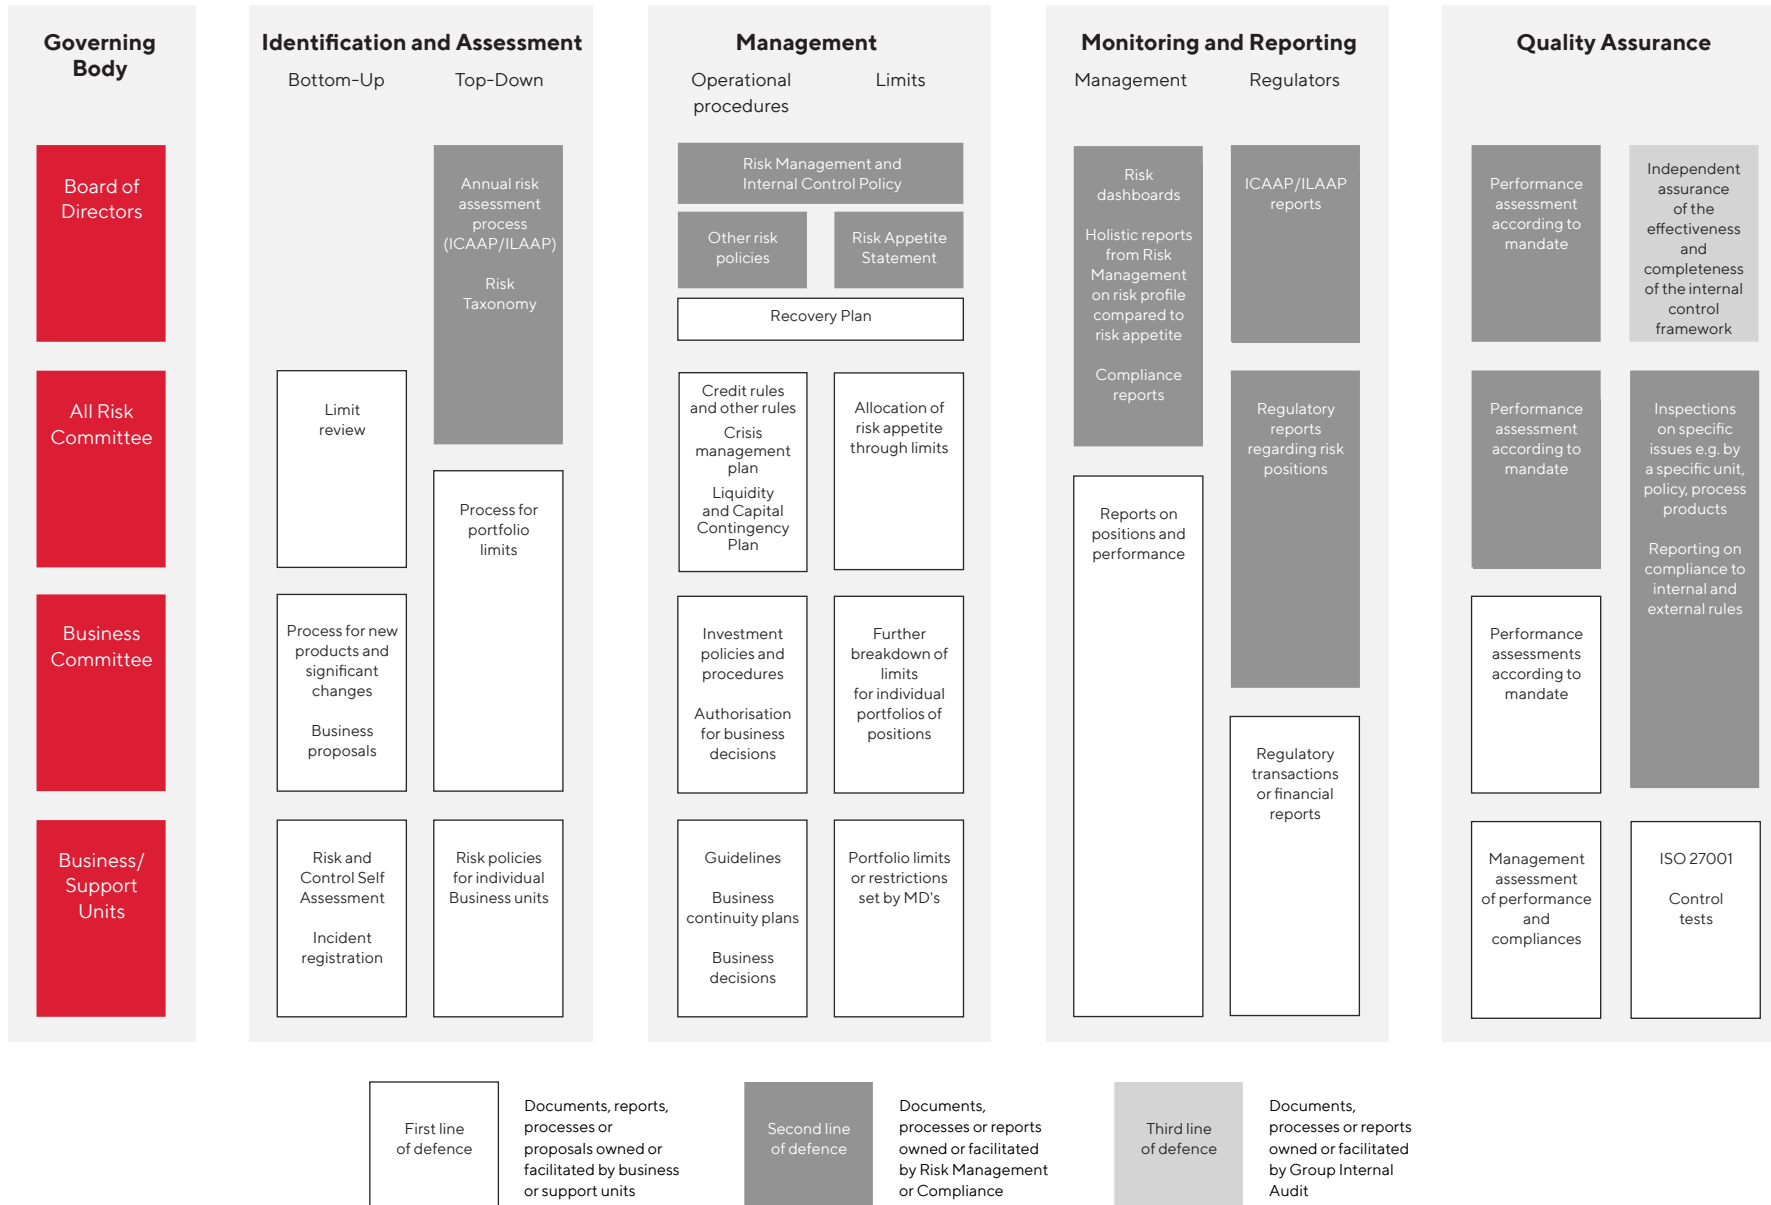 Governing
Body
Board of
Directors
All Risk
Committee
Business
Committee
Business/
Support
Units
Identification and Assessment
Bottom-Up
Top-Down
Annual risk
assessment
process
(ICAAP/ILAAP)
Risk
Taxonomy
Limit
review
Process for
portfolio
limits
Process for new
products and
significant
changes
Business
proposals
Risk and
Control Self
Assessment
Incident
registration
Risk policies
for individual
Business units
Management
Operational
procedures
Limits
Risk Management and
Internal Control Policy
Other risk
policies
Risk Appetite
Statement
Recovery Plan
Credit rules
and other rules
Crisis
management
plan
Liquidity
and Capital
Contingency
Plan
Allocation of
risk appetite
through limits
Investment
policies and
procedures
Authorisation
for business
decisions
Further
breakdown of
limits
for individual
portfolios of
positions
Guidelines
Business
continuity plans
Business
decisions
Portfolio limits
or restrictions
set by MD's
Monitoring and Reporting
Management
Regulators
Risk
dashboards
Holistic reports
from Risk
Management
on risk profile
compared to
risk appetite
Compliance
reports
ICAAP/ILAAP
reports
Regulatory
reports
regarding risk
positions
Reports on
positions and
performance
Regulatory
transactions
or financial
reports
Quality Assurance
Performance
assessment
according to
mandate
Independent
assurance
of the
effectiveness
and
completeness
of the internal
control
framework
Performance
assessment
according to
mandate
Inspections
on specific
issues e.g. by
a specific unit,
policy, process
products
Reporting on
compliance to
internal and
external rules
Performance
assessments
according to
mandate
Management
assessment
of performance
and
compliances
ISO 27001
Control
tests
First line
of defence
Documents, reports,
processes or
proposals owned or
facilitated by business
or support units
Second line
of defence
Documents,
processes or reports
owned or facilitated
by Risk Management
or Compliance
Third line
of defence
Documents,
processes or reports
owned or facilitated
by Group Internal
Audit